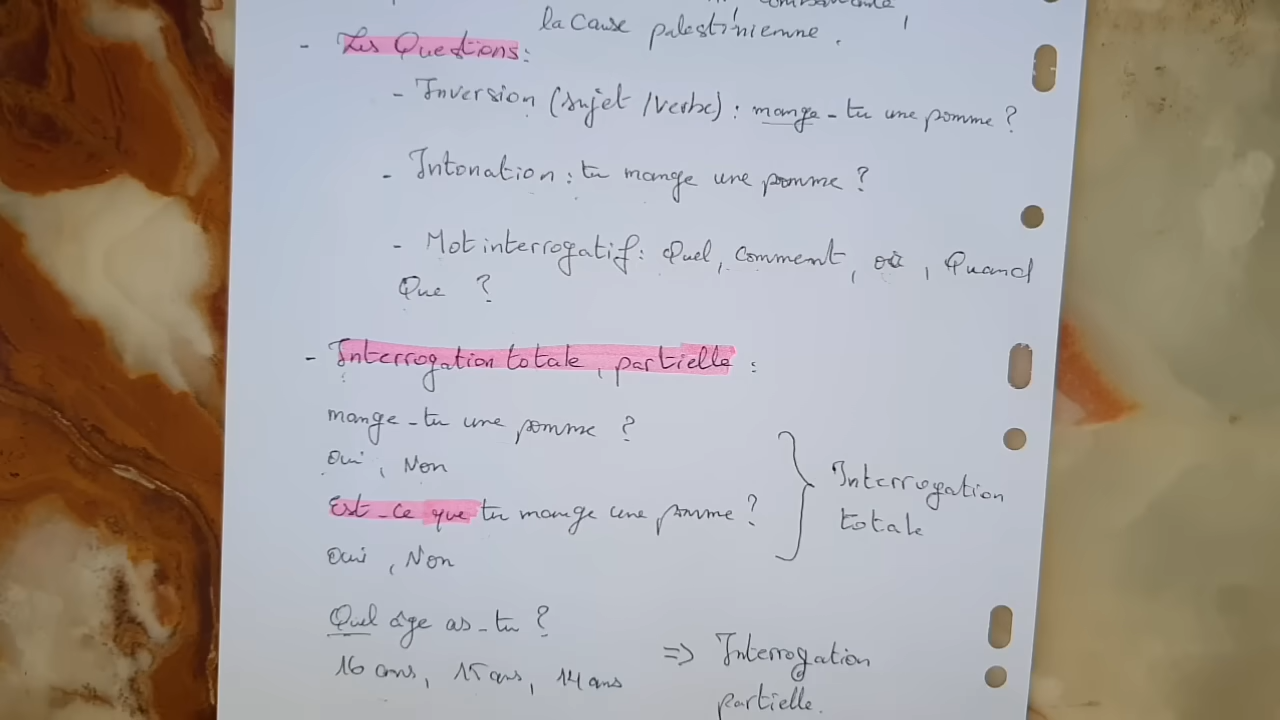 la cause palestinienne.
- Les Questions:
- Inversion (sujet / verbe) : mange - tu une pomme ?
- Intonation : tu mange une pomme ?
- Mot interrogatif : Quel, comment, où, Quand
Que ?
- Interrogation totale, partielle :
mange - tu une pomme ?
oui, Non
Est-ce que tu mange une pomme ?
oui, Non
Interrogation
totale
Quel âge as-tu ?
16 ans, 15 ans, 14 ans
=> Interrogation
partielle.